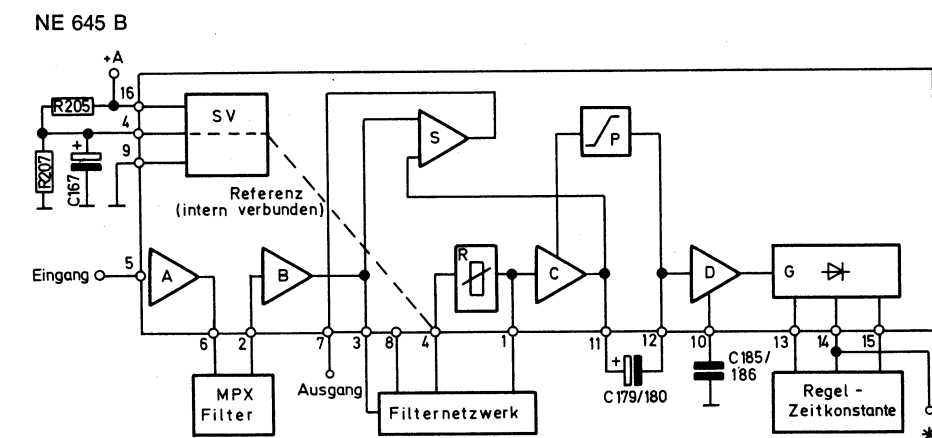 NE 645 B
+A
16
R205
SV
4
S
P
+
9
R207
C167
Referenz
(intern verbunden)
R
5
Eingang
A
B
C
D
G
6
2
7
3
8
4
1
11
12
10
13
14
15
MPX
Filter
Ausgang
Filternetzwerk
+
C179/180
C185/
186
Regel -
Zeitkonstante
*